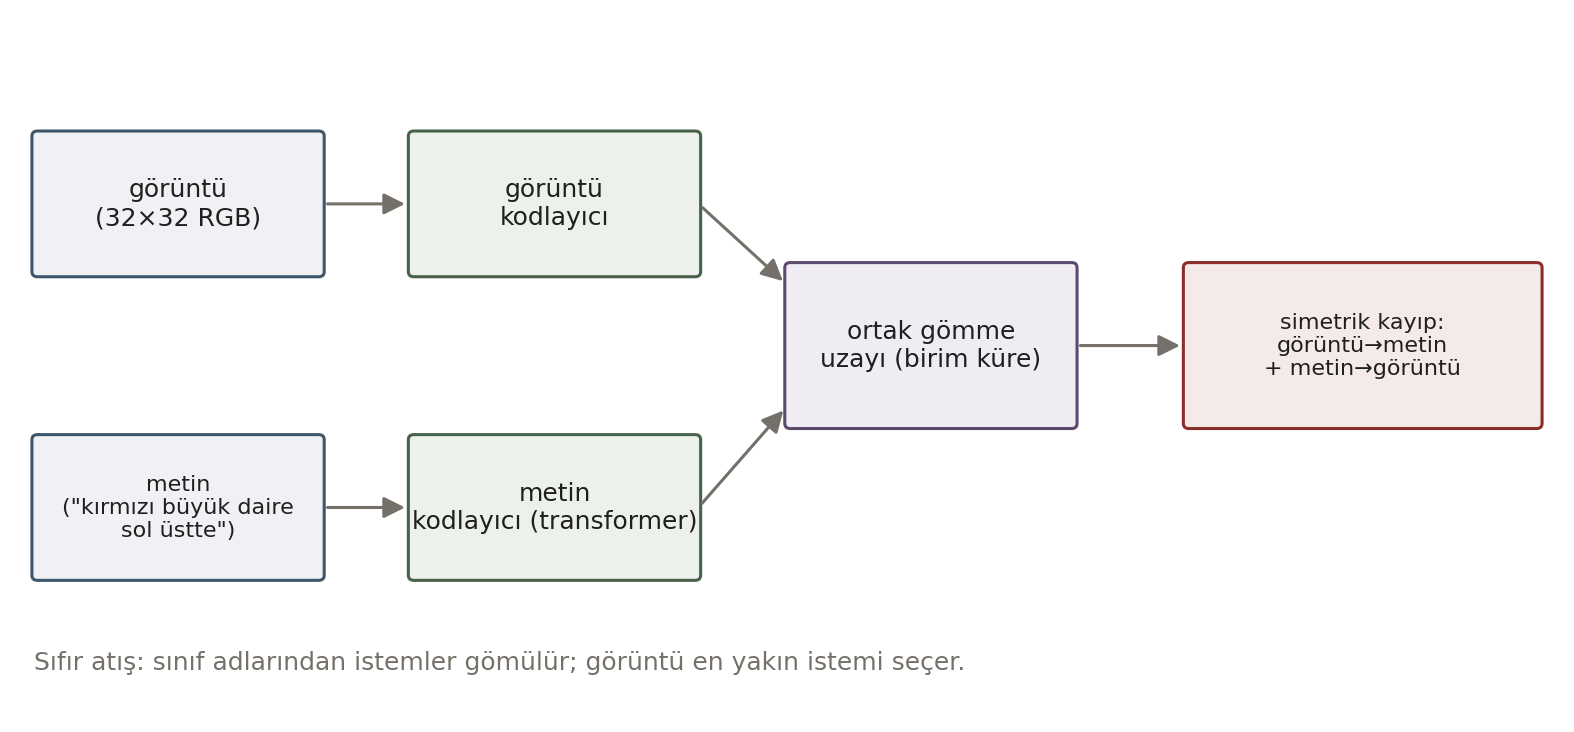 görüntü
(32×32 RGB)
görüntü
kodlayıcı
ortak gömme
uzayı (birim küre)
simetrik kayıp:
görüntü→metin
+ metin→görüntü
metin
("kırmızı büyük daire
sol üstte")
metin
kodlayıcı (transformer)
Sıfır atış: sınıf adlarından istemler gömülür; görüntü en yakın istemi seçer.